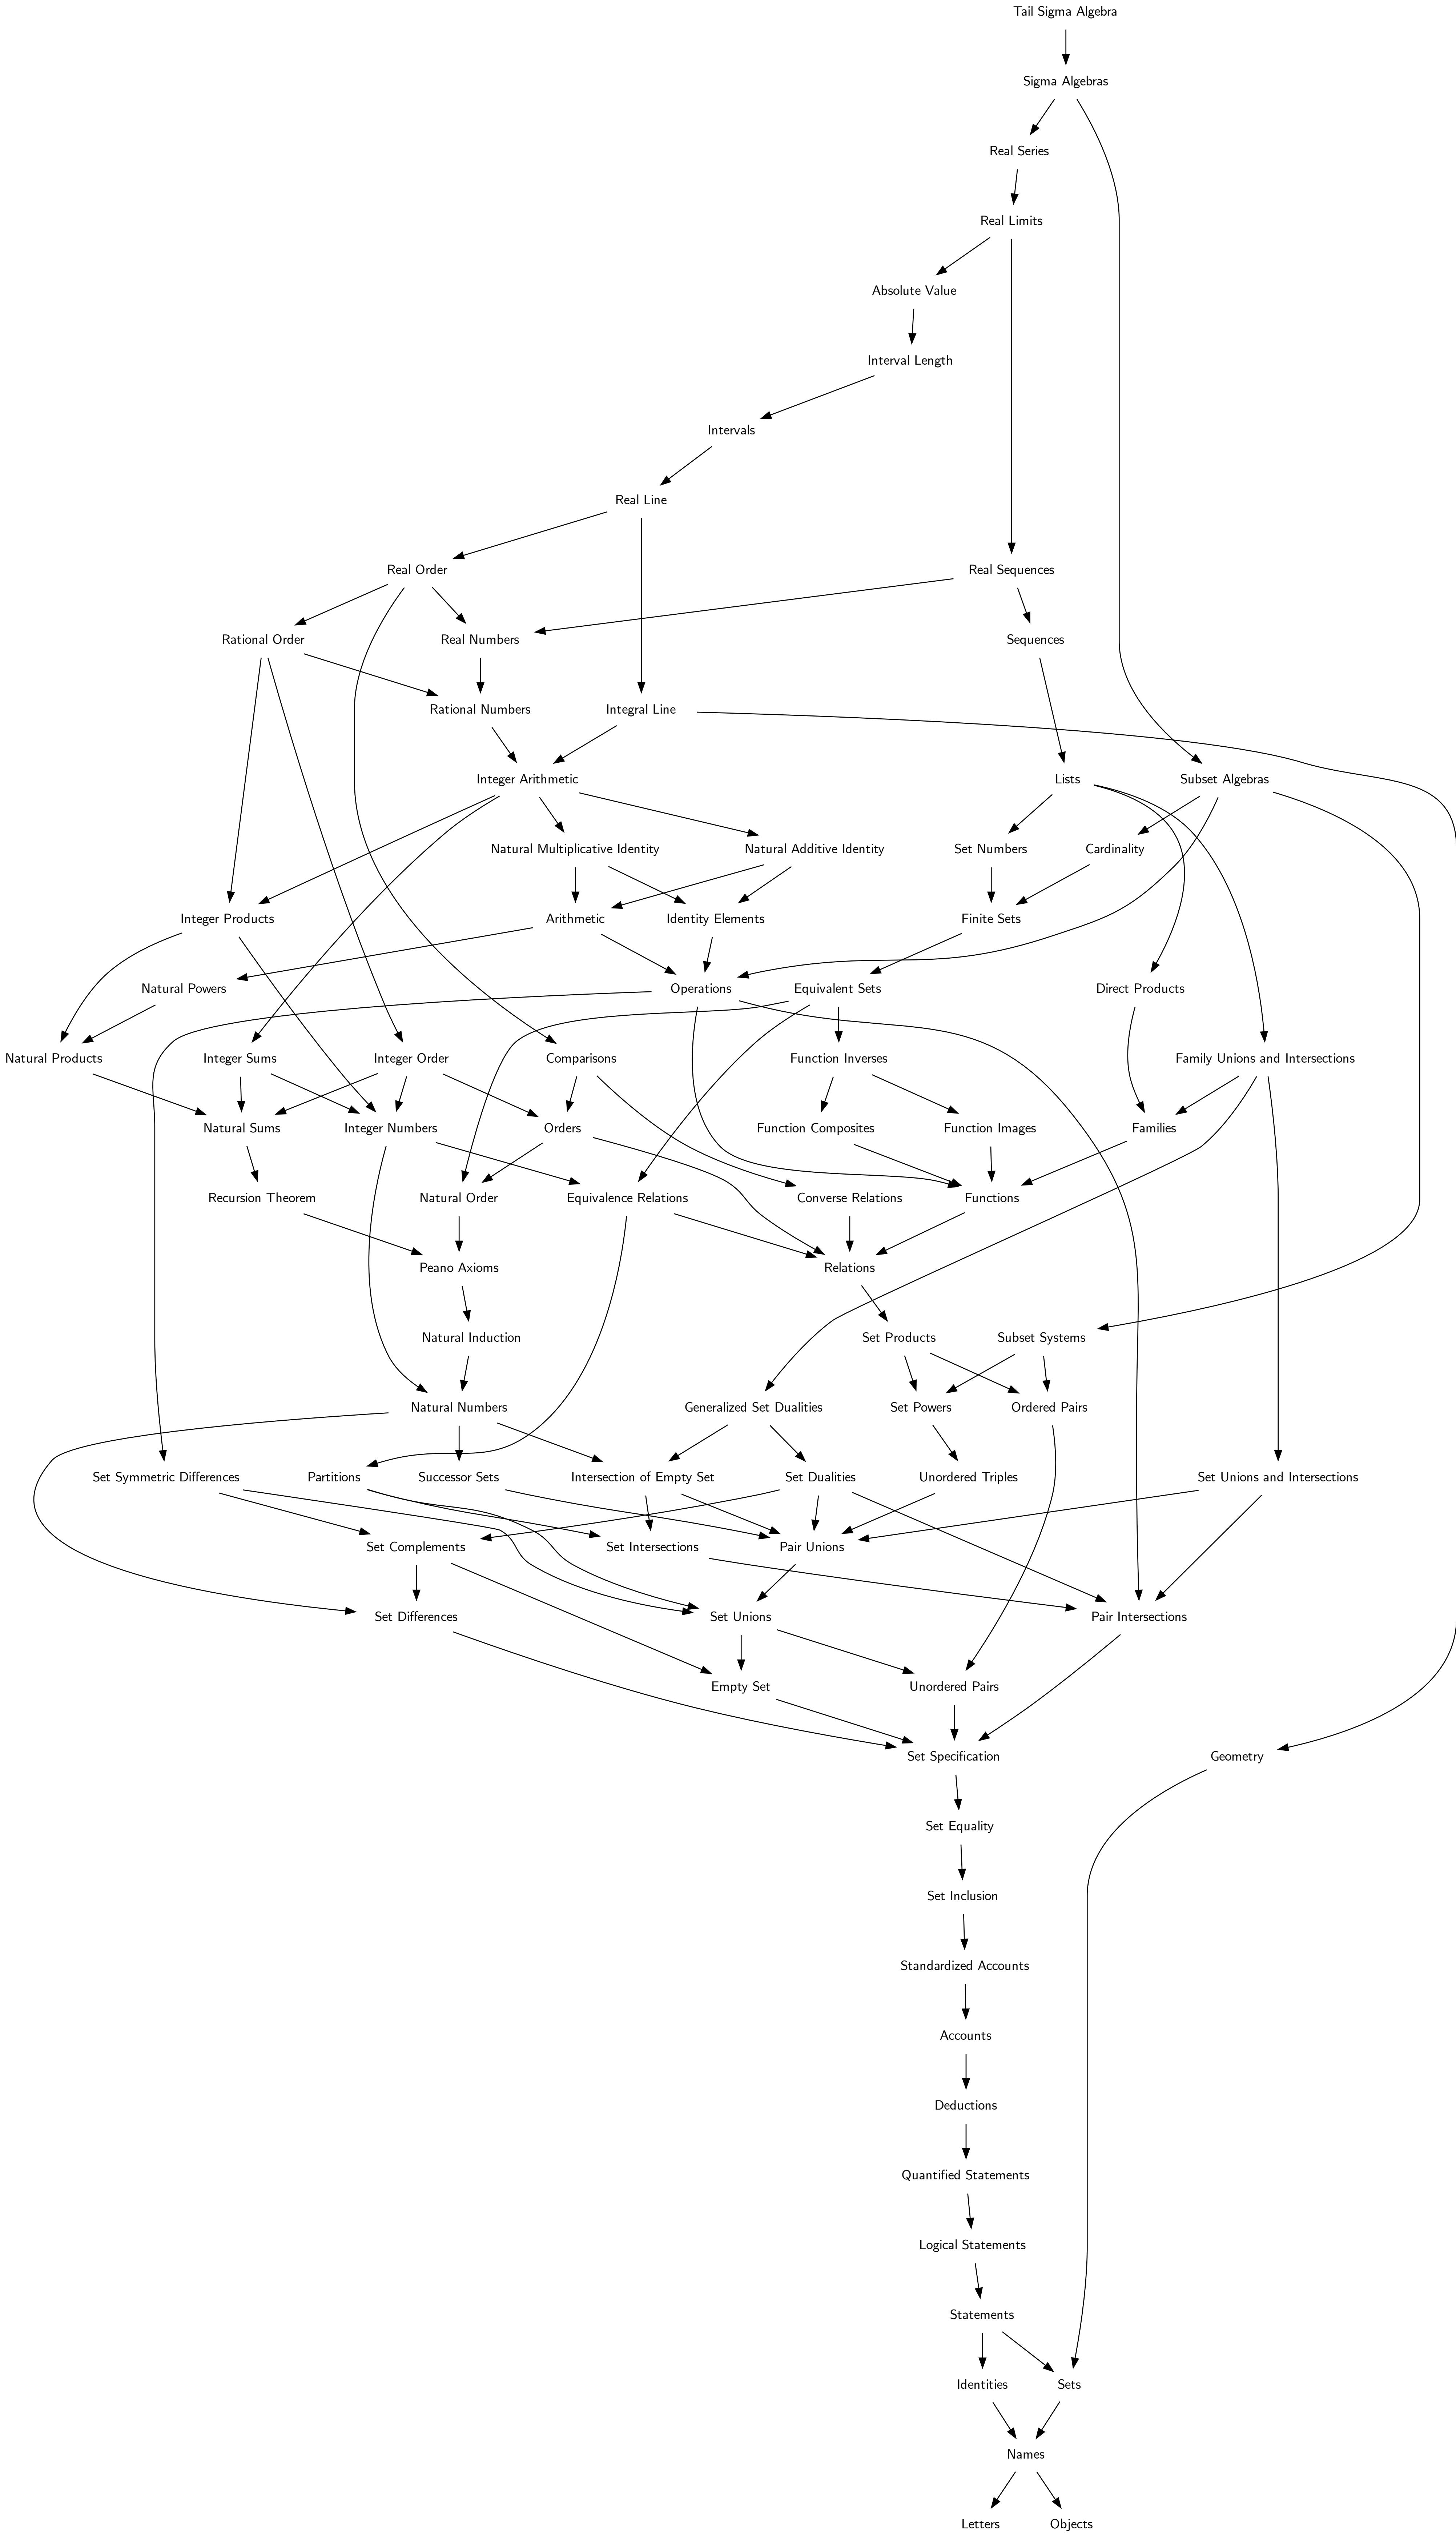 Tail Sigma Algebra
Sigma Algebras
Real Series
Real Limits
Absolute Value
Interval Length
Intervals
Real Line
Real Order
Real Sequences
Rational Order
Real Numbers
Sequences
Rational Numbers
Integral Line
Integer Arithmetic
Lists
Subset Algebras
Natural Multiplicative Identity
Natural Additive Identity
Set Numbers
Cardinality
Integer Products
Arithmetic
Identity Elements
Finite Sets
Natural Powers
Operations
Equivalent Sets
Direct Products
Natural Products
Integer Sums
Integer Order
Comparisons
Function Inverses
Family Unions and Intersections
Natural Sums
Integer Numbers
Orders
Function Composites
Function Images
Families
Recursion Theorem
Natural Order
Equivalence Relations
Converse Relations
Functions
Peano Axioms
Relations
Natural Induction
Set Products
Subset Systems
Natural Numbers
Generalized Set Dualities
Set Powers
Ordered Pairs
Set Symmetric Differences
Partitions
Successor Sets
Intersection of Empty Set
Set Dualities
Unordered Triples
Set Unions and Intersections
Set Complements
Set Intersections
Pair Unions
Set Differences
Set Unions
Pair Intersections
Empty Set
Unordered Pairs
Set Specification
Geometry
Set Equality
Set Inclusion
Standardized Accounts
Accounts
Deductions
Quantified Statements
Logical Statements
Statements
Identities
Sets
Names
Letters
Objects